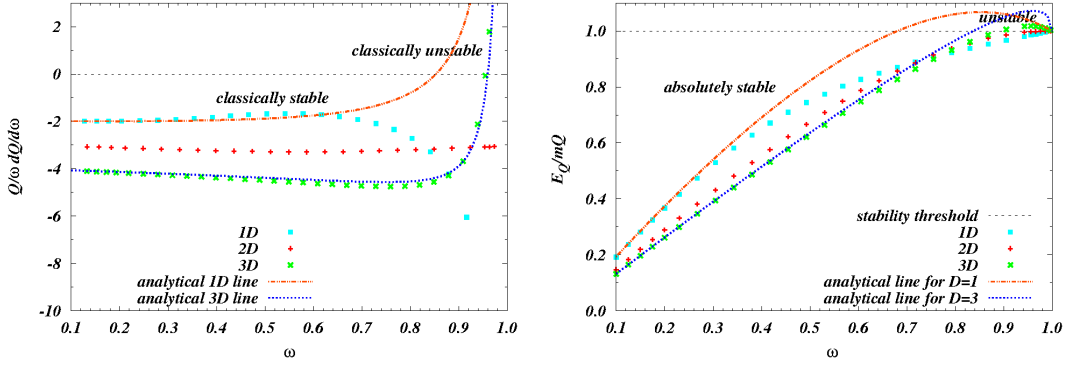 Q/ω dQ/dω
2
0
-2
-4
-6
-8
-10
classically unstable
classically stable
1D
2D
3D
analytical 1D line
analytical 3D line
0.1 0.2 0.3 0.4 0.5 0.6 0.7 0.8 0.9 1.0
ω
E_Q/mQ
1.0
0.8
0.6
0.4
0.2
0.0
unstable
absolutely stable
stability threshold
1D
2D
3D
analytical line for D=1
analytical line for D=3
0.1 0.2 0.3 0.4 0.5 0.6 0.7 0.8 0.9 1.0
ω